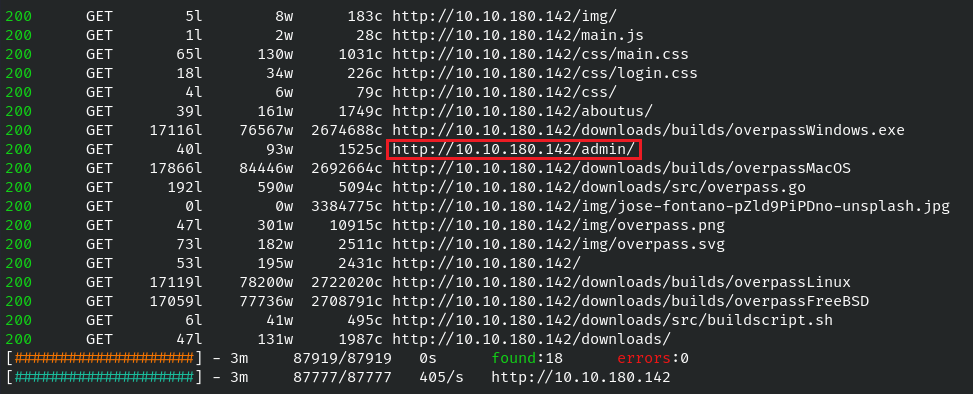 200 GET 5l 8w 183c http://10.10.180.142/img/
200 GET 1l 2w 28c http://10.10.180.142/main.js
200 GET 65l 130w 1031c http://10.10.180.142/css/main.css
200 GET 18l 34w 226c http://10.10.180.142/css/login.css
200 GET 4l 6w 79c http://10.10.180.142/css/
200 GET 39l 161w 1749c http://10.10.180.142/aboutus/
200 GET 17116l 76567w 2674688c http://10.10.180.142/downloads/builds/overpassWindows.exe
200 GET 40l 93w 1525c http://10.10.180.142/admin/
200 GET 17866l 84446w 2692664c http://10.10.180.142/downloads/builds/overpassMacOS
200 GET 192l 590w 5094c http://10.10.180.142/downloads/src/overpass.go
200 GET 0l 0w 3384775c http://10.10.180.142/img/jose-fontano-pZld9PiPDno-unsplash.jpg
200 GET 47l 301w 10915c http://10.10.180.142/img/overpass.png
200 GET 73l 182w 2511c http://10.10.180.142/img/overpass.svg
200 GET 53l 195w 2431c http://10.10.180.142/
200 GET 17119l 78200w 2722020c http://10.10.180.142/downloads/builds/overpassLinux
200 GET 17059l 77736w 2708791c http://10.10.180.142/downloads/builds/overpassFreeBSD
200 GET 6l 41w 495c http://10.10.180.142/downloads/src/buildscript.sh
200 GET 47l 131w 1987c http://10.10.180.142/downloads/
[####################] - 3m 87919/87919 0s found:18 errors:0
[####################] - 3m 87777/87777 405/s http://10.10.180.142